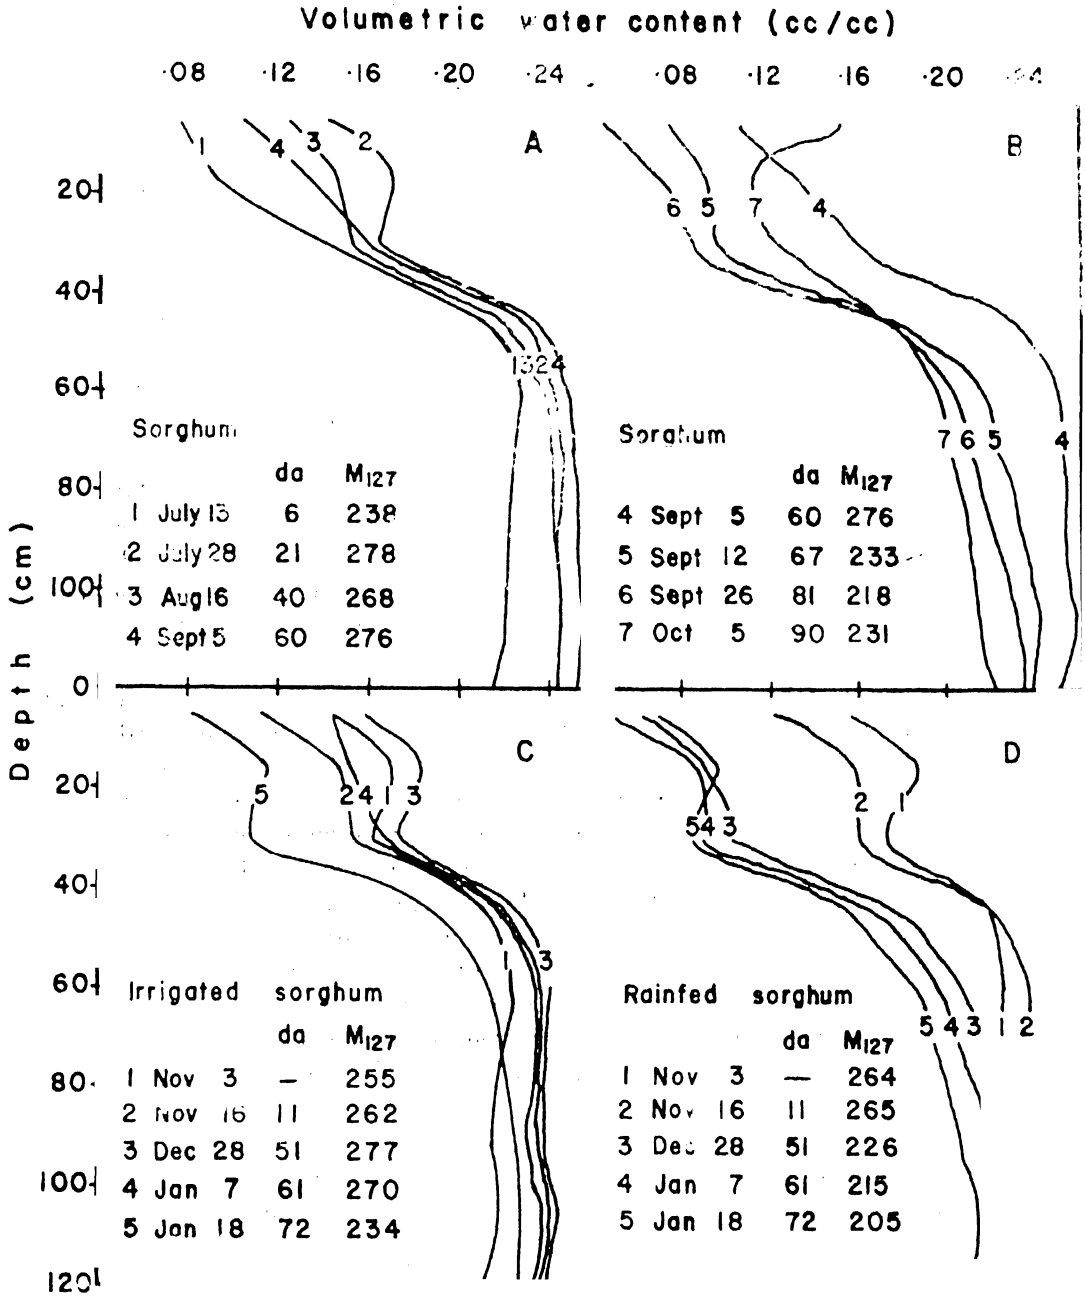 Volumetric water content (cc/cc)
.08 .12 .16 .20 .24 .08 .12 .16 .20
A
B
1 4 3 2
6 5 7 4
20
40
60
80
100
0
1324
7 6 5 4
Sorghum
da M127
1 July 13 6 238
2 July 28 21 278
3 Aug 16 40 268
4 Sept 5 60 276
Sorghum
da M127
4 Sept 5 60 276
5 Sept 12 67 233
6 Sept 26 81 218
7 Oct 5 90 231
Depth (cm)
C
D
5 2 4 1 3
2 1
5 4 3
20
40
60
80
100
120
1 3
5 4 3 1 2
Irrigated sorghum
da M127
1 Nov 3 – 255
2 Nov 16 11 262
3 Dec 28 51 277
4 Jan 7 61 270
5 Jan 18 72 234
Rainfed sorghum
da M127
1 Nov 3 — 264
2 Nov 16 11 265
3 Dec 28 51 226
4 Jan 7 61 215
5 Jan 18 72 205